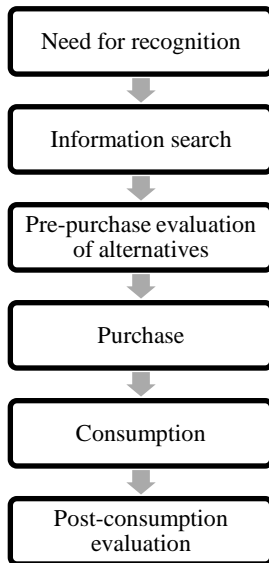 Need for recognition
Information search
Pre-purchase evaluation
of alternatives
Purchase
Consumption
Post-consumption
evaluation